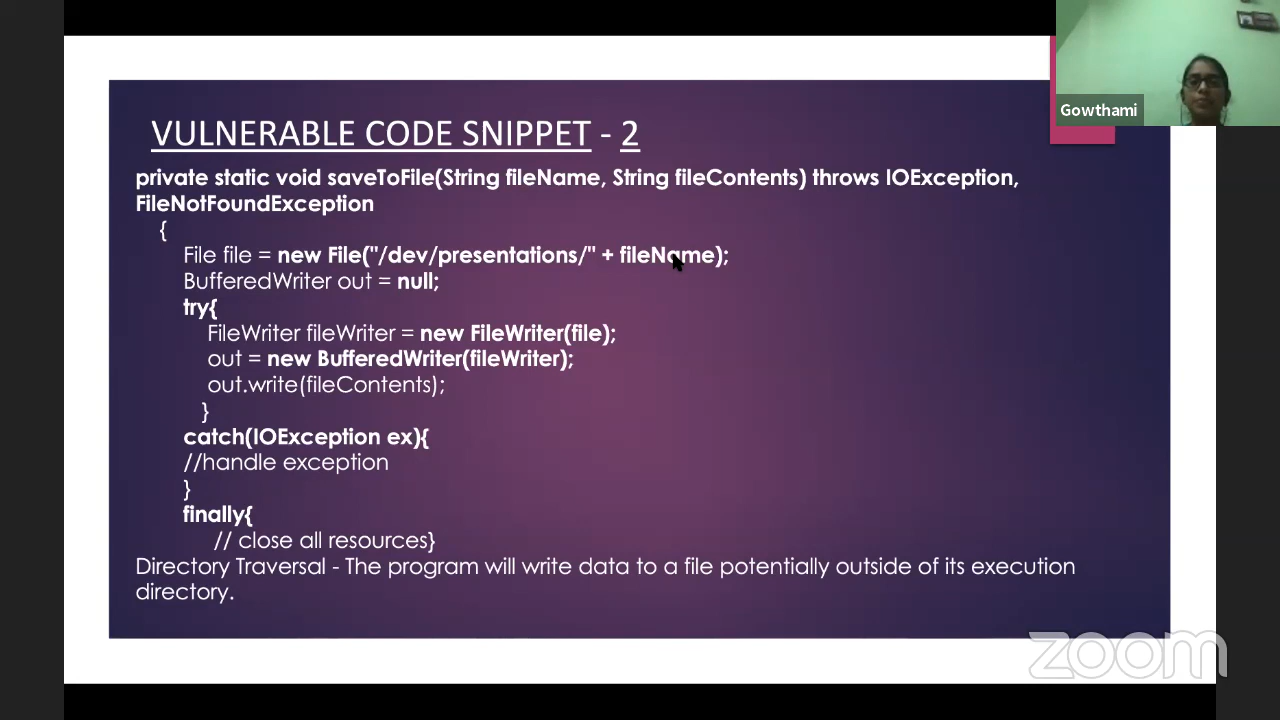 Gowthami
VULNERABLE CODE SNIPPET - 2
private static void saveToFile(String fileName, String fileContents) throws IOException,
FileNotFoundException
{
File file = new File("/dev/presentations/" + fileName);
BufferedWriter out = null;
try{
FileWriter fileWriter = new FileWriter(file);
out = new BufferedWriter(fileWriter);
out.write(fileContents);
}
catch(IOException ex){
//handle exception
}
finally{
// close all resources}
Directory Traversal - The program will write data to a file potentially outside of its execution
directory.
zoom